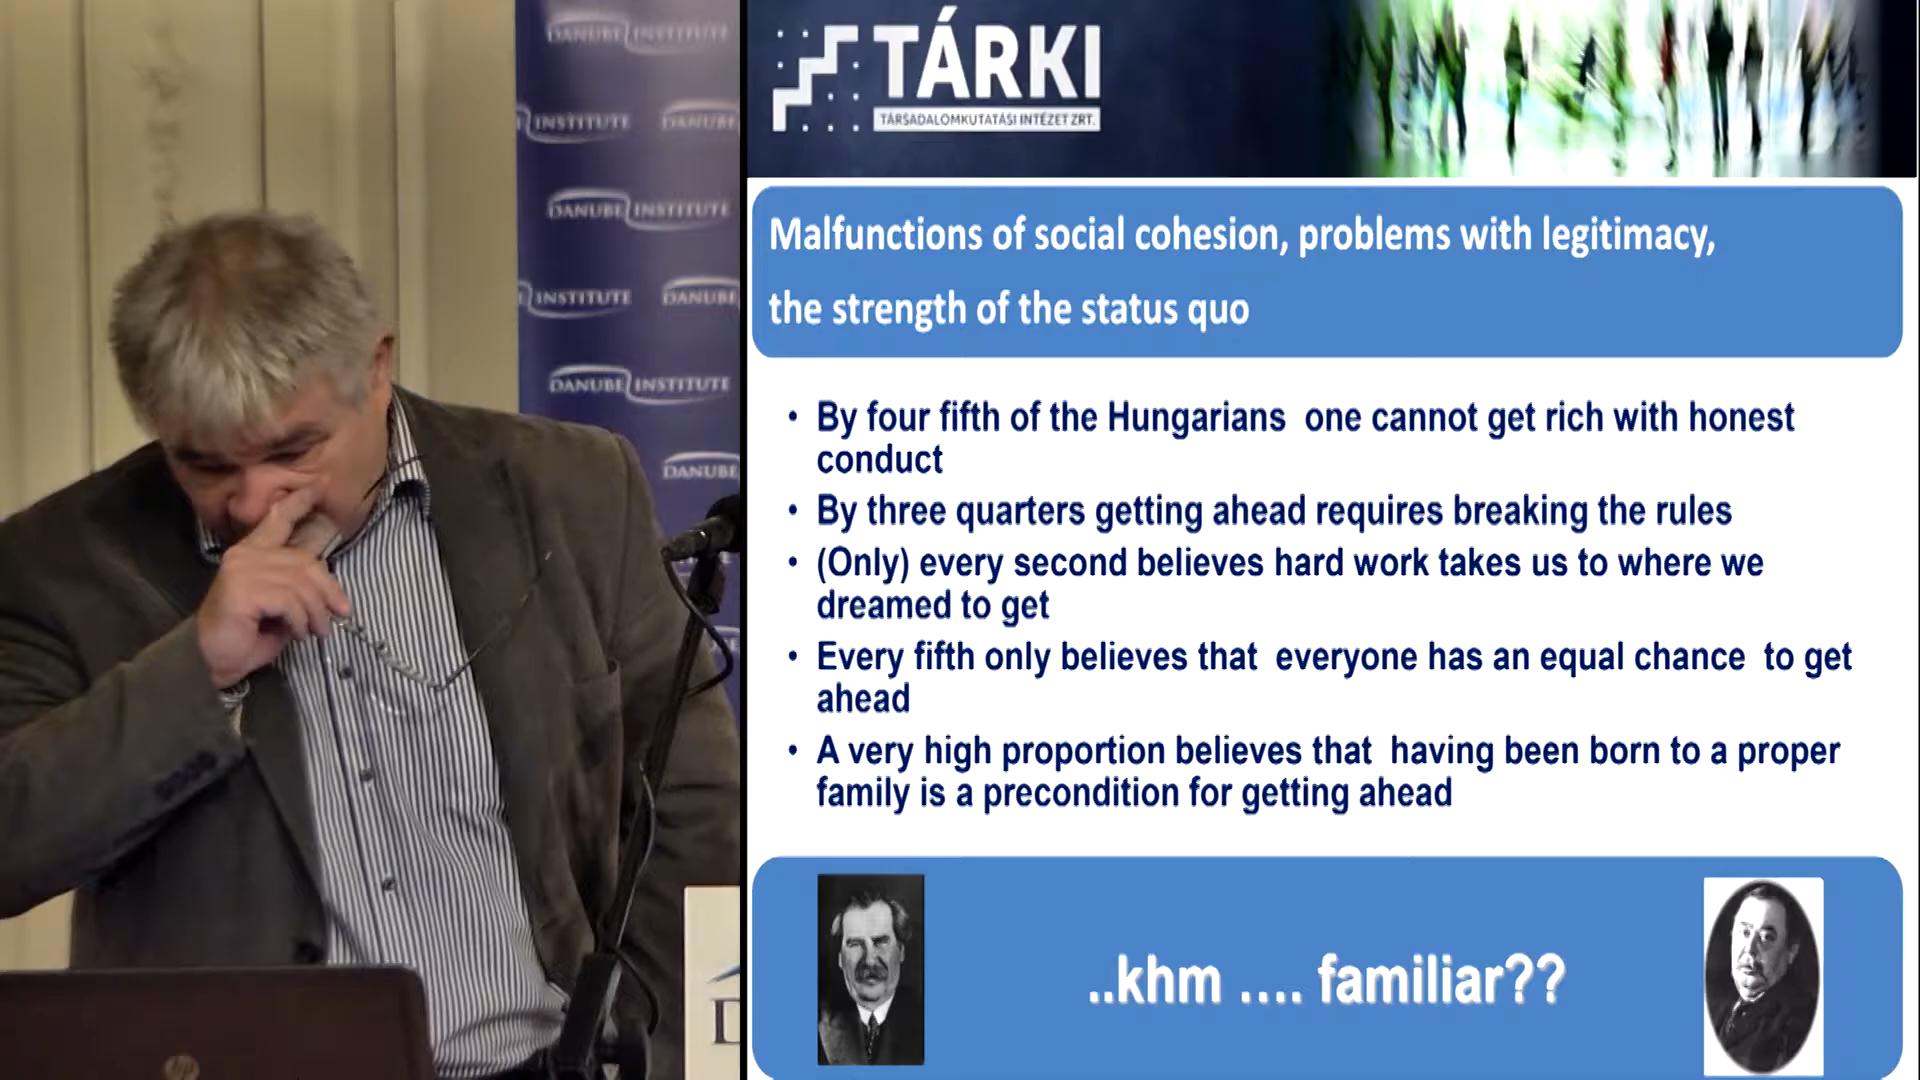 DANUBE INSTITUTE
INSTITUTE DANUBE
DANUBE INSTITUTE
INSTITUTE DANUBE
DANUBE INSTITUTE
DANUBE
TÁRKI
TÁRSADALOMKUTATÁSI INTÉZET ZRT.
Malfunctions of social cohesion, problems with legitimacy,
the strength of the status quo
• By four fifth of the Hungarians one cannot get rich with honest
conduct
• By three quarters getting ahead requires breaking the rules
• (Only) every second believes hard work takes us to where we
dreamed to get
• Every fifth only believes that everyone has an equal chance to get
ahead
• A very high proportion believes that having been born to a proper
family is a precondition for getting ahead
..khm .... familiar??
hp